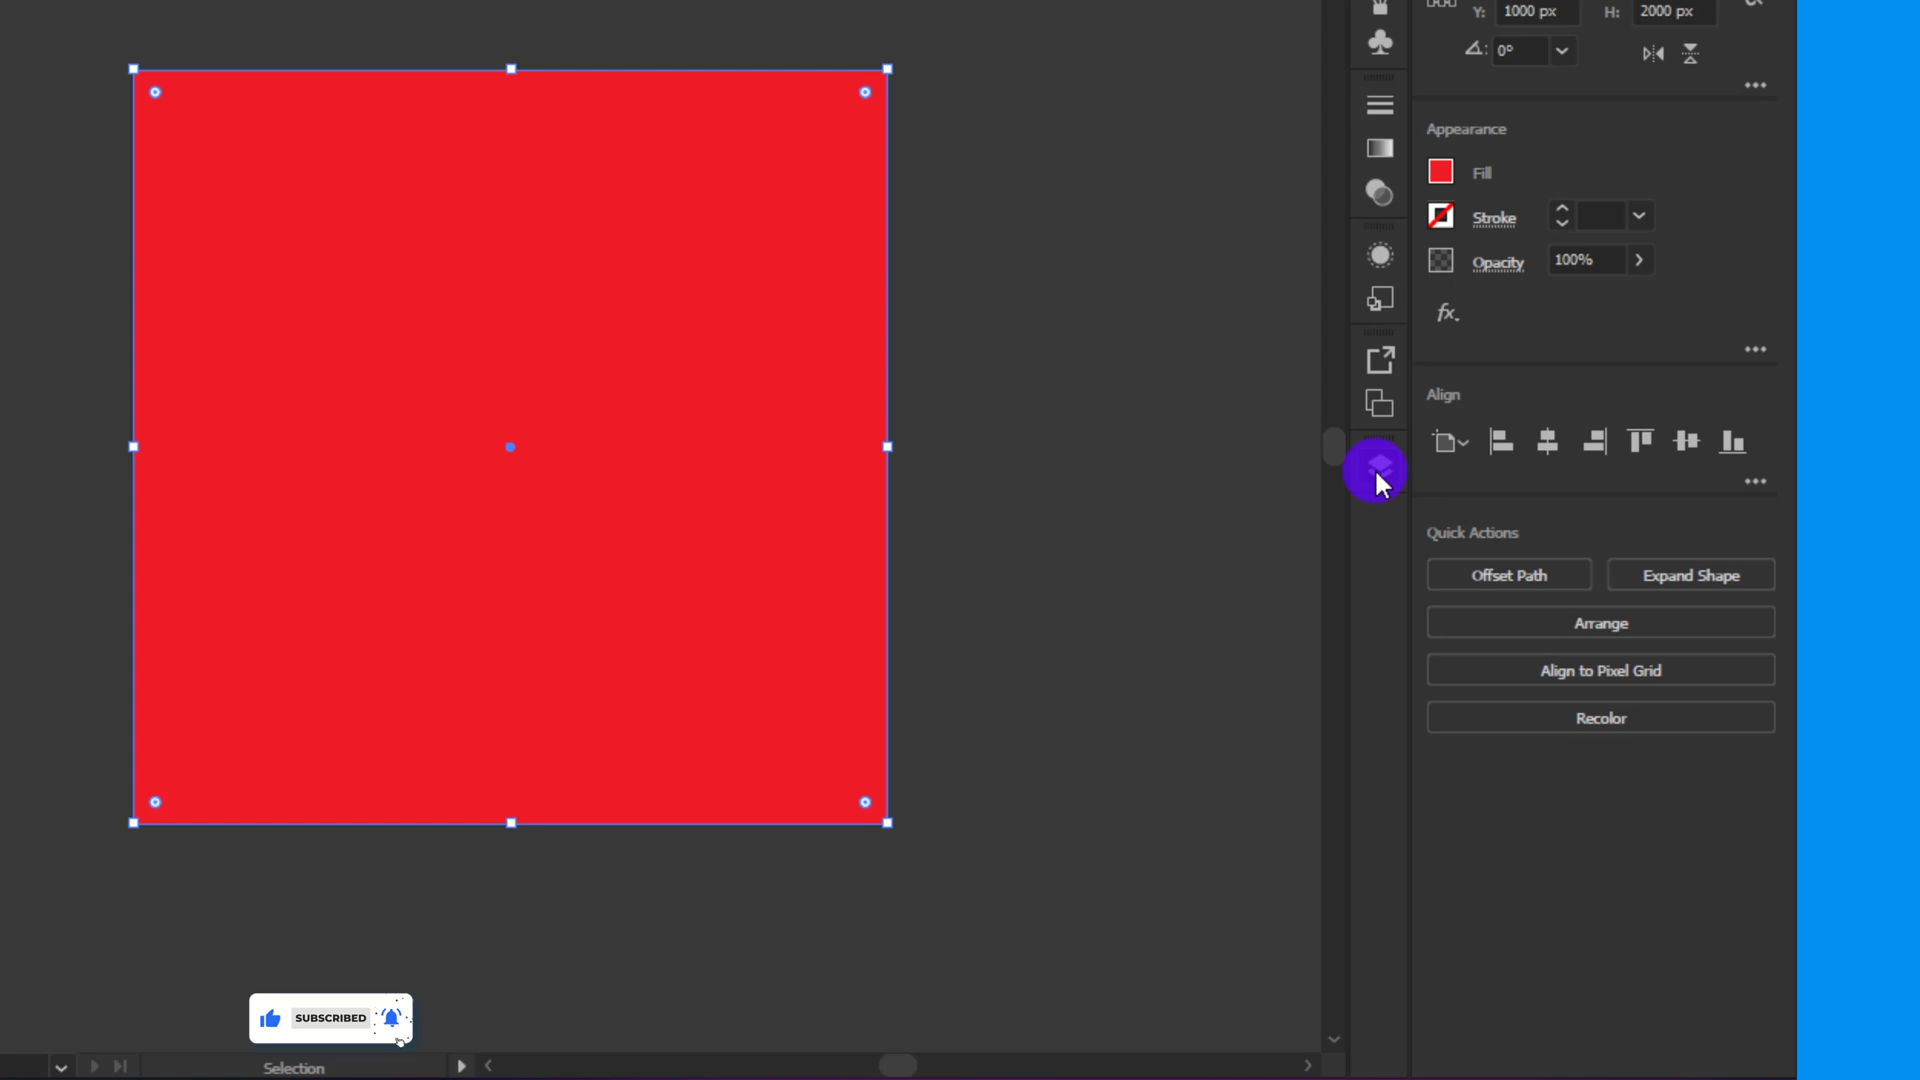 Y: 1000 px H: 2000 px
0°
Appearance
Fill
Stroke
Opacity 100%
fx.
Align
Quick Actions
Offset Path Expand Shape
Arrange
Align to Pixel Grid
Recolor
SUBSCRIBED
Selection